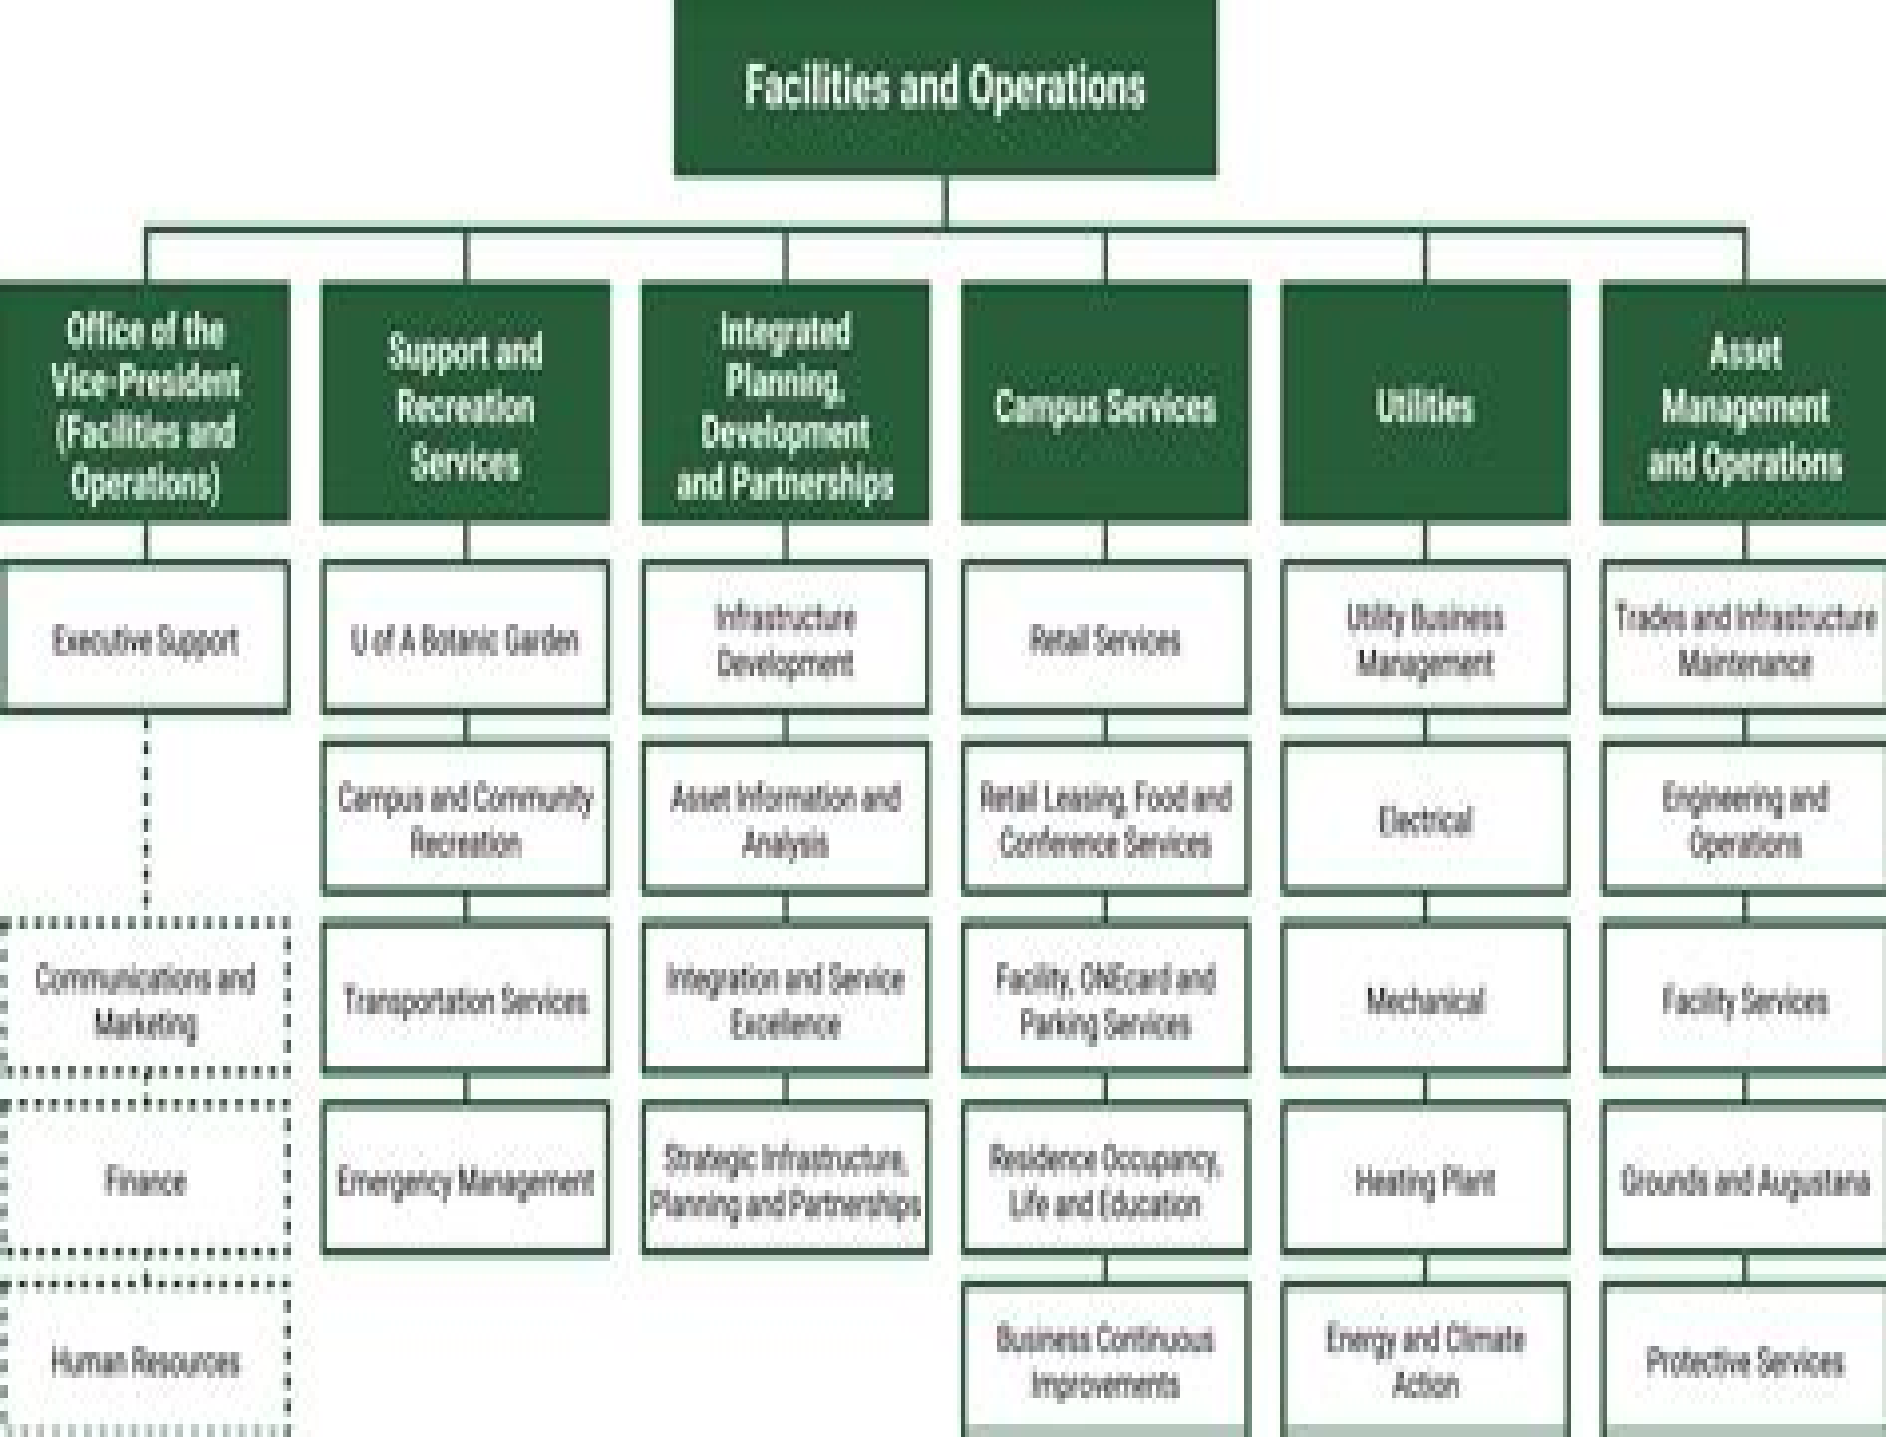 Facilities and Operations
Office of the
Vice-President
(Facilities and
Operations)
Support and
Recreation
Services
Integrated
Planning,
Development
and Partnerships
Campus Services
Utilities
Asset
Management
and Operations
Executive Support
U of A Botanic Garden
Infrastructure
Development
Retail Services
Utility Business
Management
Trades and Infrastructure
Maintenance
Campus and Community
Recreation
Asset Information and
Analysis
Retail Leasing, Food and
Conference Services
Electrical
Engineering and
Operations
Communications and
Marketing
Transportation Services
Integration and Service
Excellence
Facility, ONEcard and
Parking Services
Mechanical
Facility Services
Finance
Emergency Management
Strategic Infrastructure,
Planning and Partnerships
Residence Occupancy,
Life and Education
Heating Plant
Grounds and Augustana
Human Resources
Business Continuous
Improvements
Energy and Climate
Action
Protective Services